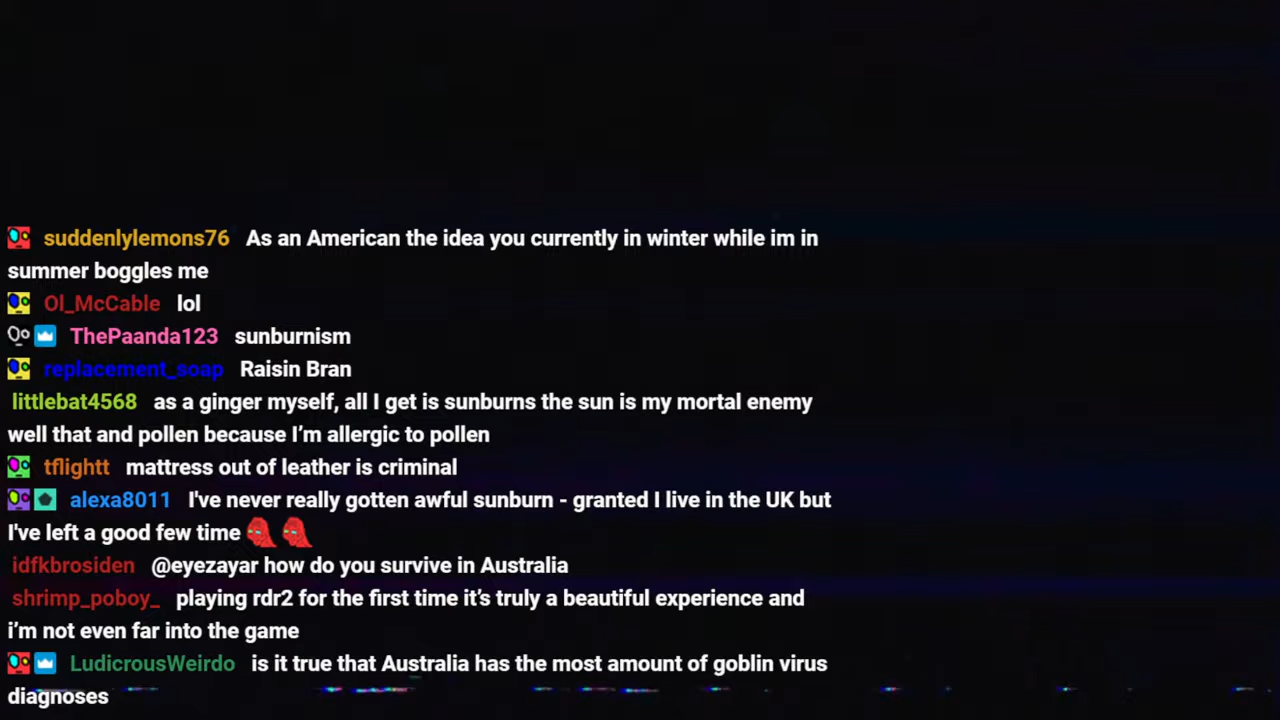 suddenlylemons76 As an American the idea you currently in winter while im in
summer boggles me
Ol_McCable lol
ThePaanda123 sunburnism
replacement_soap Raisin Bran
littlebat4568 as a ginger myself, all I get is sunburns the sun is my mortal enemy
well that and pollen because I’m allergic to pollen
tflightt mattress out of leather is criminal
alexa8011 I've never really gotten awful sunburn - granted I live in the UK but
I've left a good few time
idfkbrosiden @eyezayar how do you survive in Australia
shrimp_poboy_ playing rdr2 for the first time it’s truly a beautiful experience and
i’m not even far into the game
LudicrousWeirdo is it true that Australia has the most amount of goblin virus
diagnoses